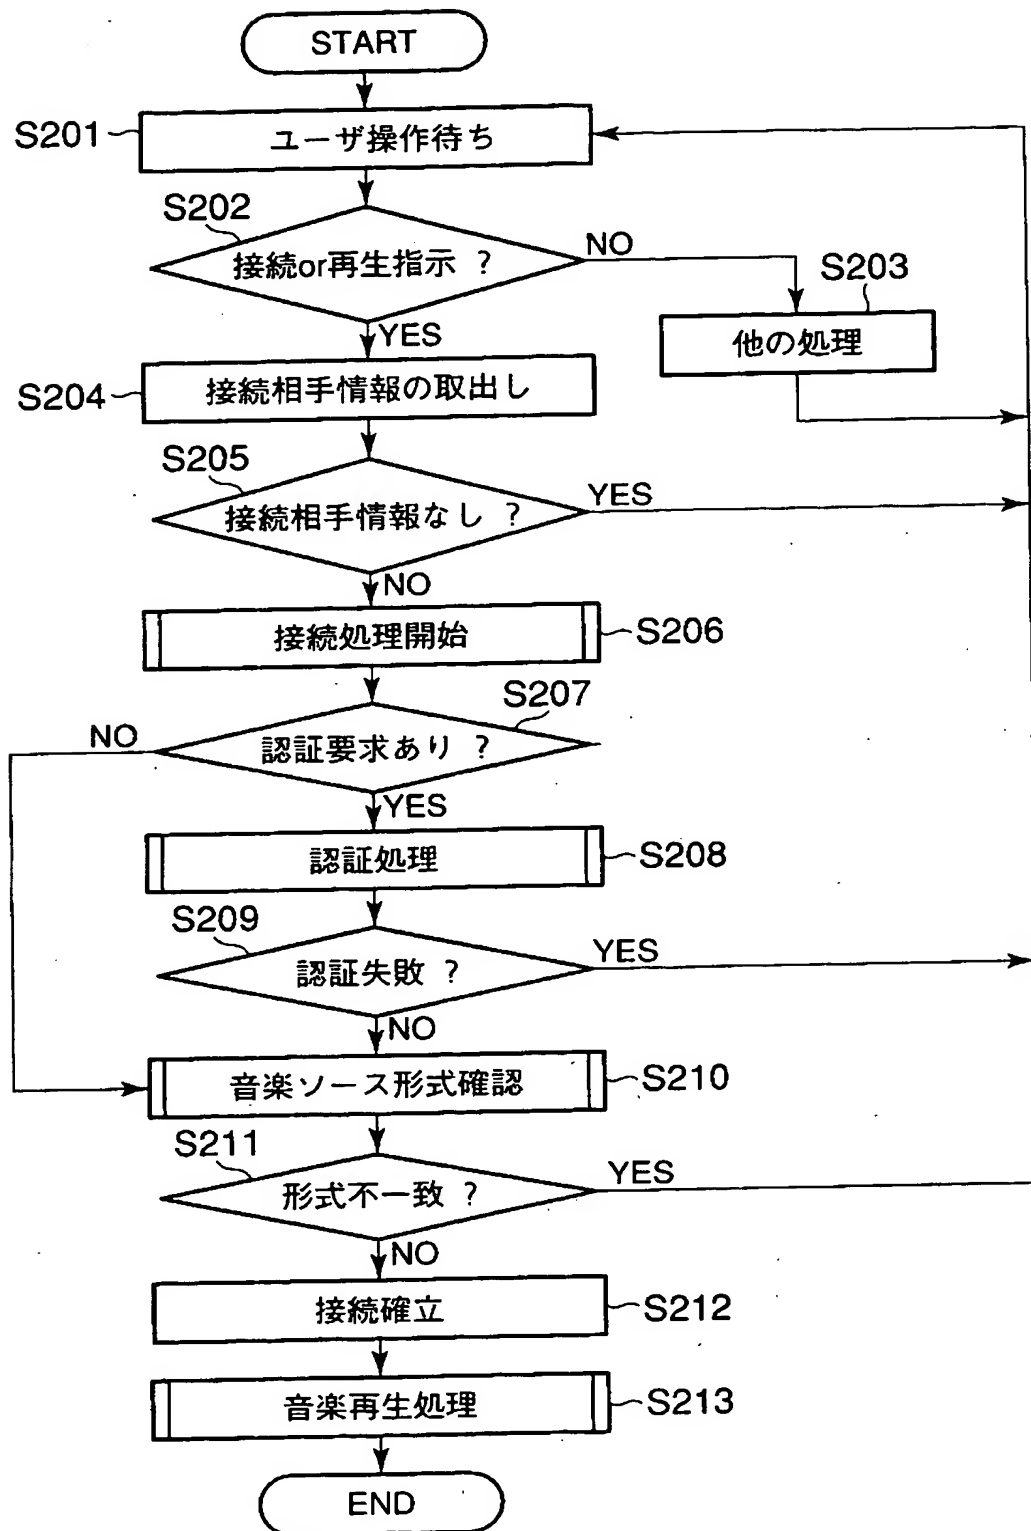 START
S201
ユーザ操作待ち
S202
接続or再生指示 ?
NO
S203
他の処理
YES
S204
接続相手情報の取出し
S205
接続相手情報なし ?
YES
NO
接続処理開始
S206
S207
NO
認証要求あり ?
YES
認証処理
S208
S209
認証失敗 ?
YES
NO
音楽ソース形式確認
S210
S211
形式不一致 ?
YES
NO
接続確立
S212
音楽再生処理
S213
END